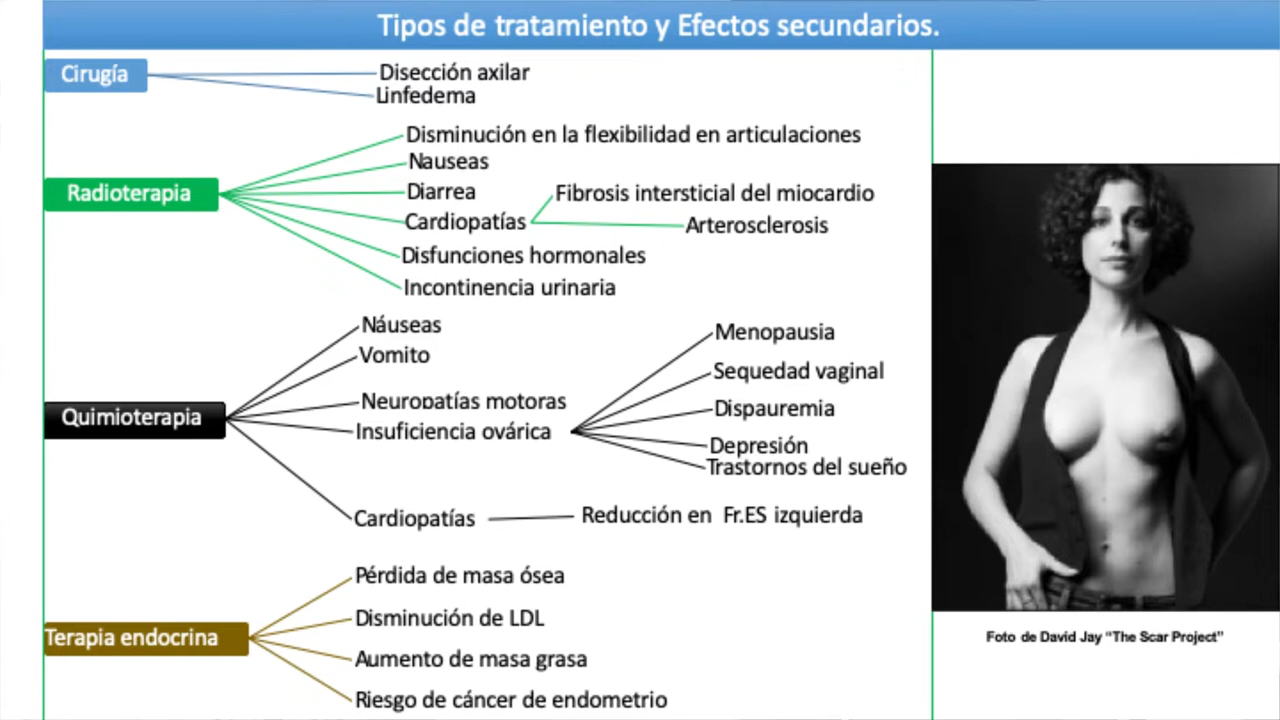 Tipos de tratamiento y Efectos secundarios.
Cirugía
Disección axilar
Linfedema
Radioterapia
Disminución en la flexibilidad en articulaciones
Nauseas
Diarrea
Cardiopatías
Fibrosis intersticial del miocardio
Arterosclerosis
Disfunciones hormonales
Incontinencia urinaria
Quimioterapia
Náuseas
Vomito
Neuropatías motoras
Insuficiencia ovárica
Menopausia
Sequedad vaginal
Dispauremia
Depresión
Trastornos del sueño
Cardiopatías
Reducción en Fr.ES izquierda
Terapia endocrina
Pérdida de masa ósea
Disminución de LDL
Aumento de masa grasa
Riesgo de cáncer de endometrio
Foto de David Jay “The Scar Project”